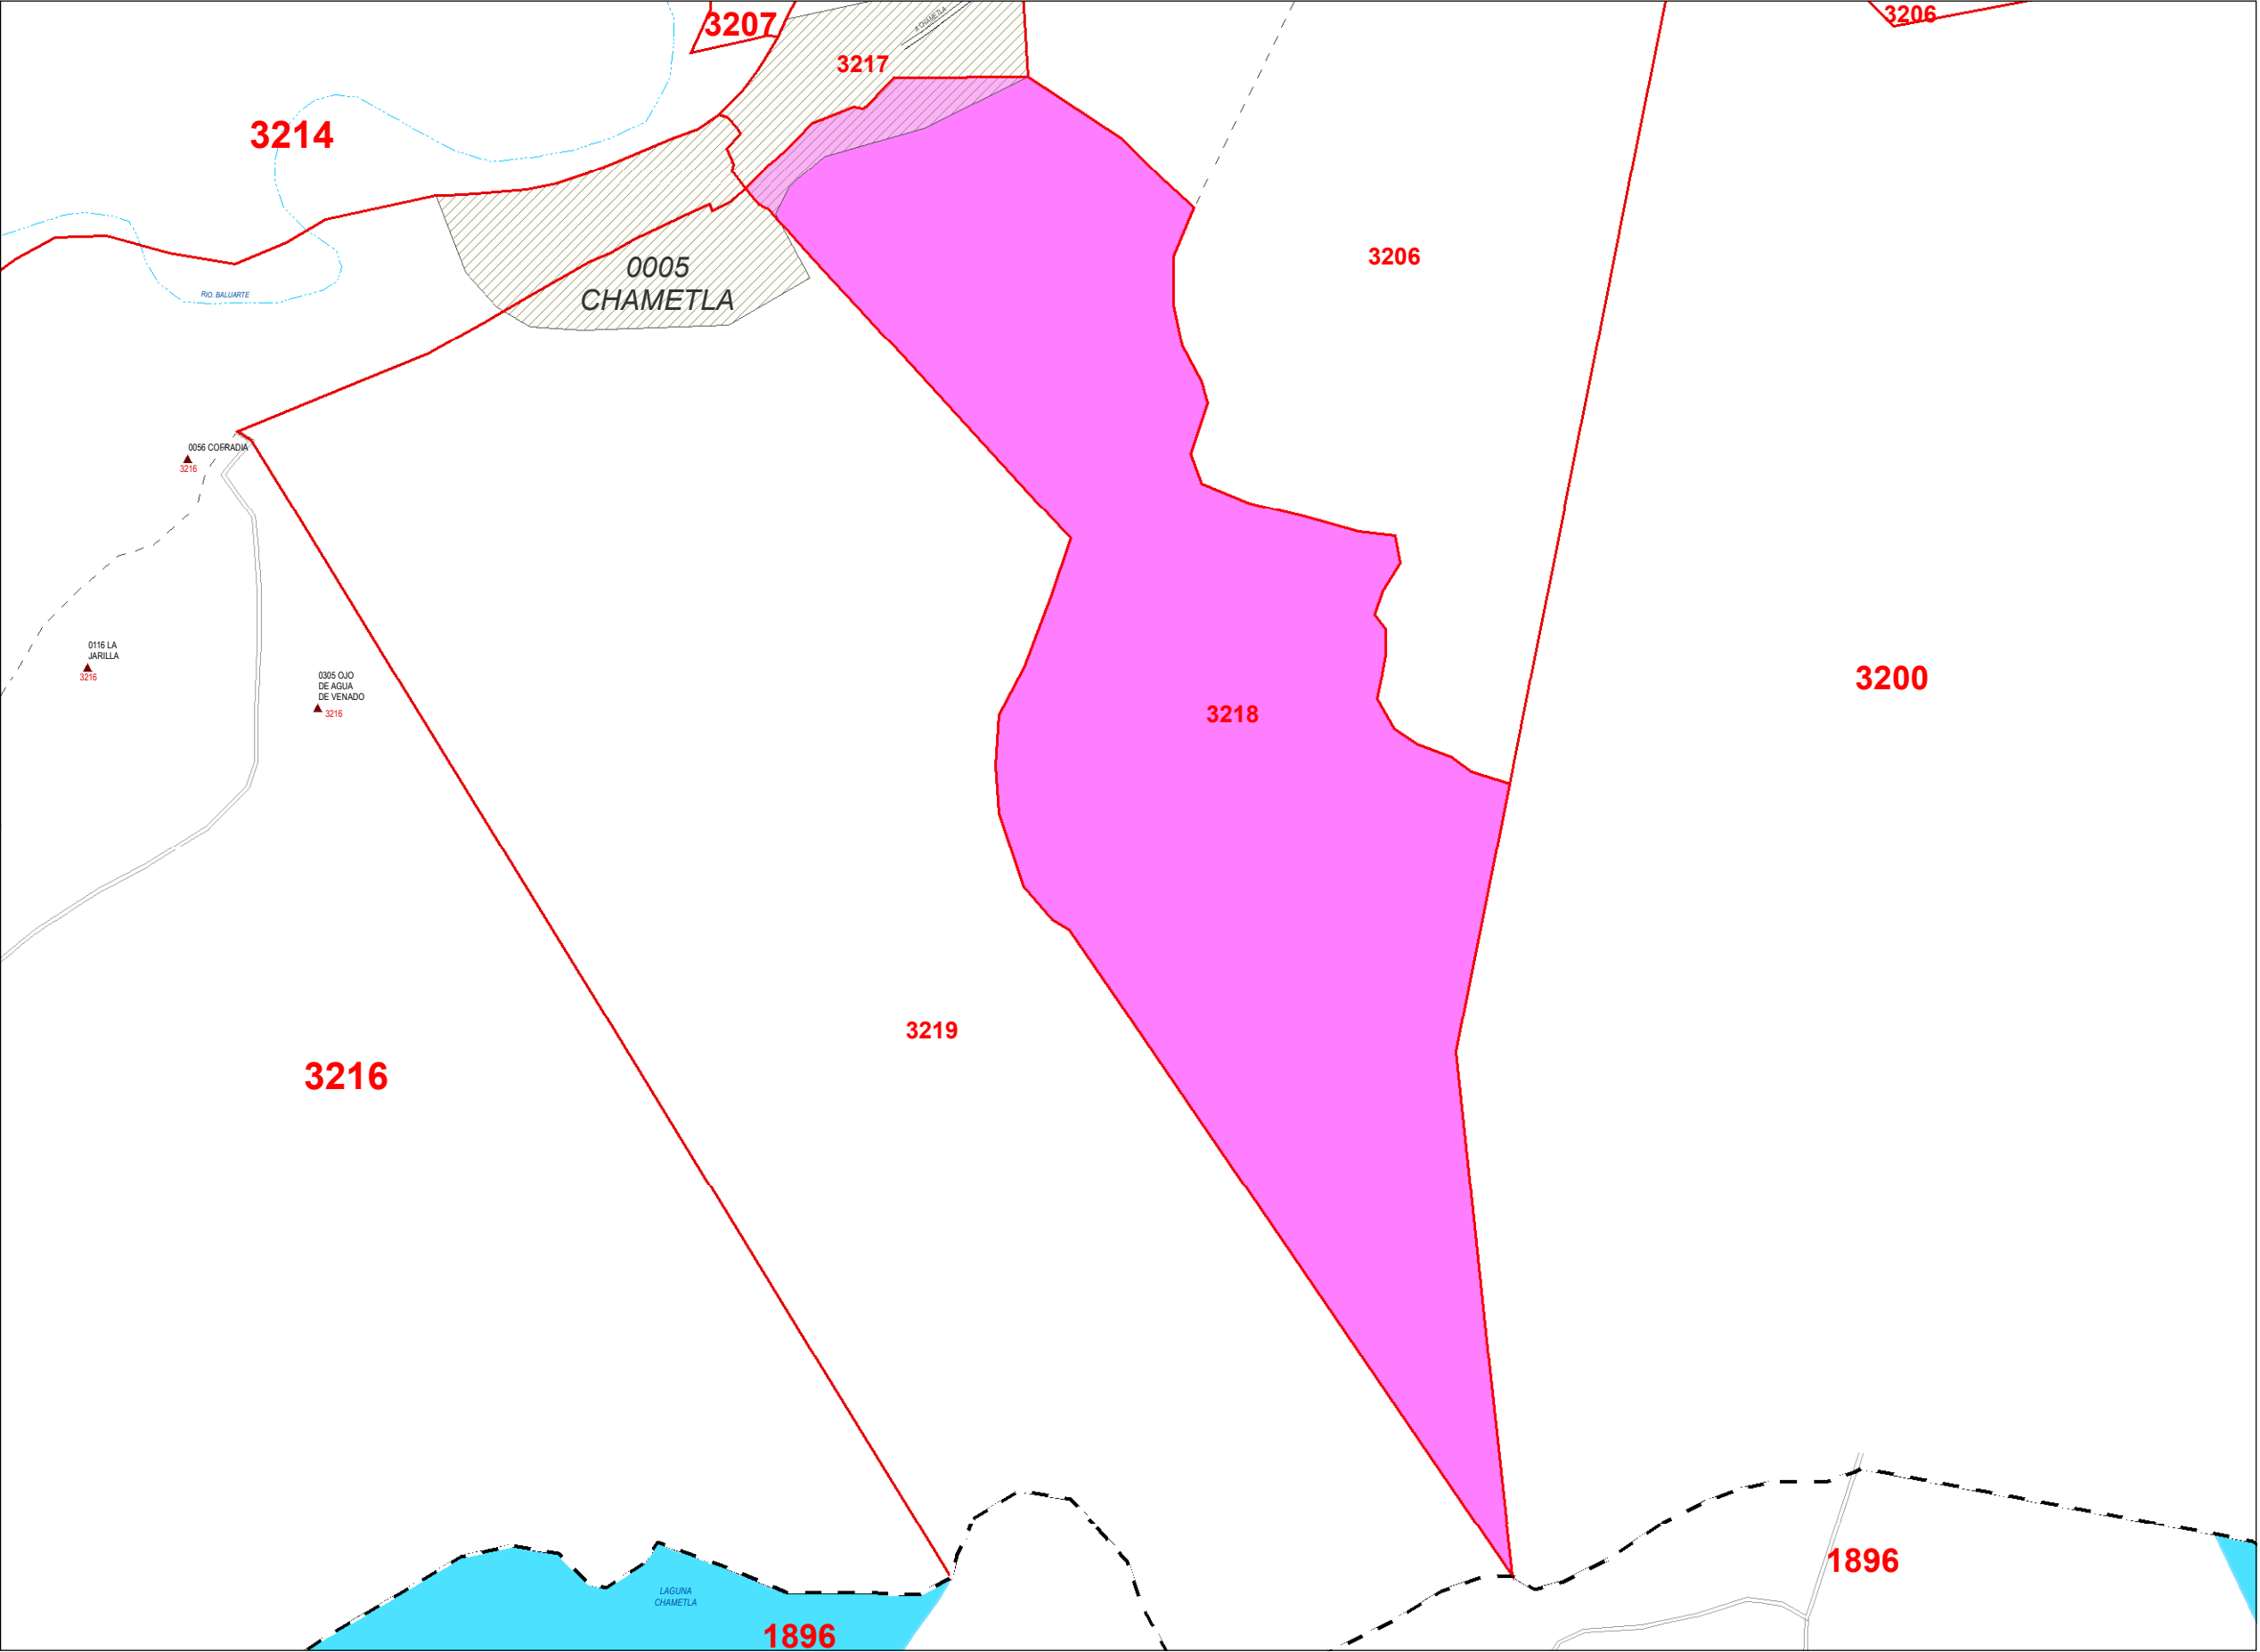 3207
3206
A CHAMETLA
3217
3214
0005
CHAMETLA
3206
RIO. BALUARTE
0056 COFRADIA
3216
0116 LA
JARILLA
3216
0305 OJO
DE AGUA
DE VENADO
3216
3200
3218
3219
3216
1896
LAGUNA
CHAMETLA
1896